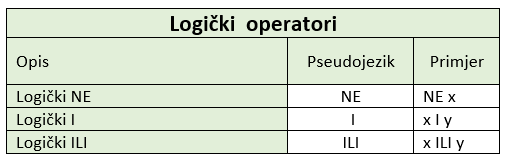 Logički operatori
Opis Pseudojezik Primjer
Logički NE NE NE x
Logički I I x I y
Logički ILI ILI x ILI y